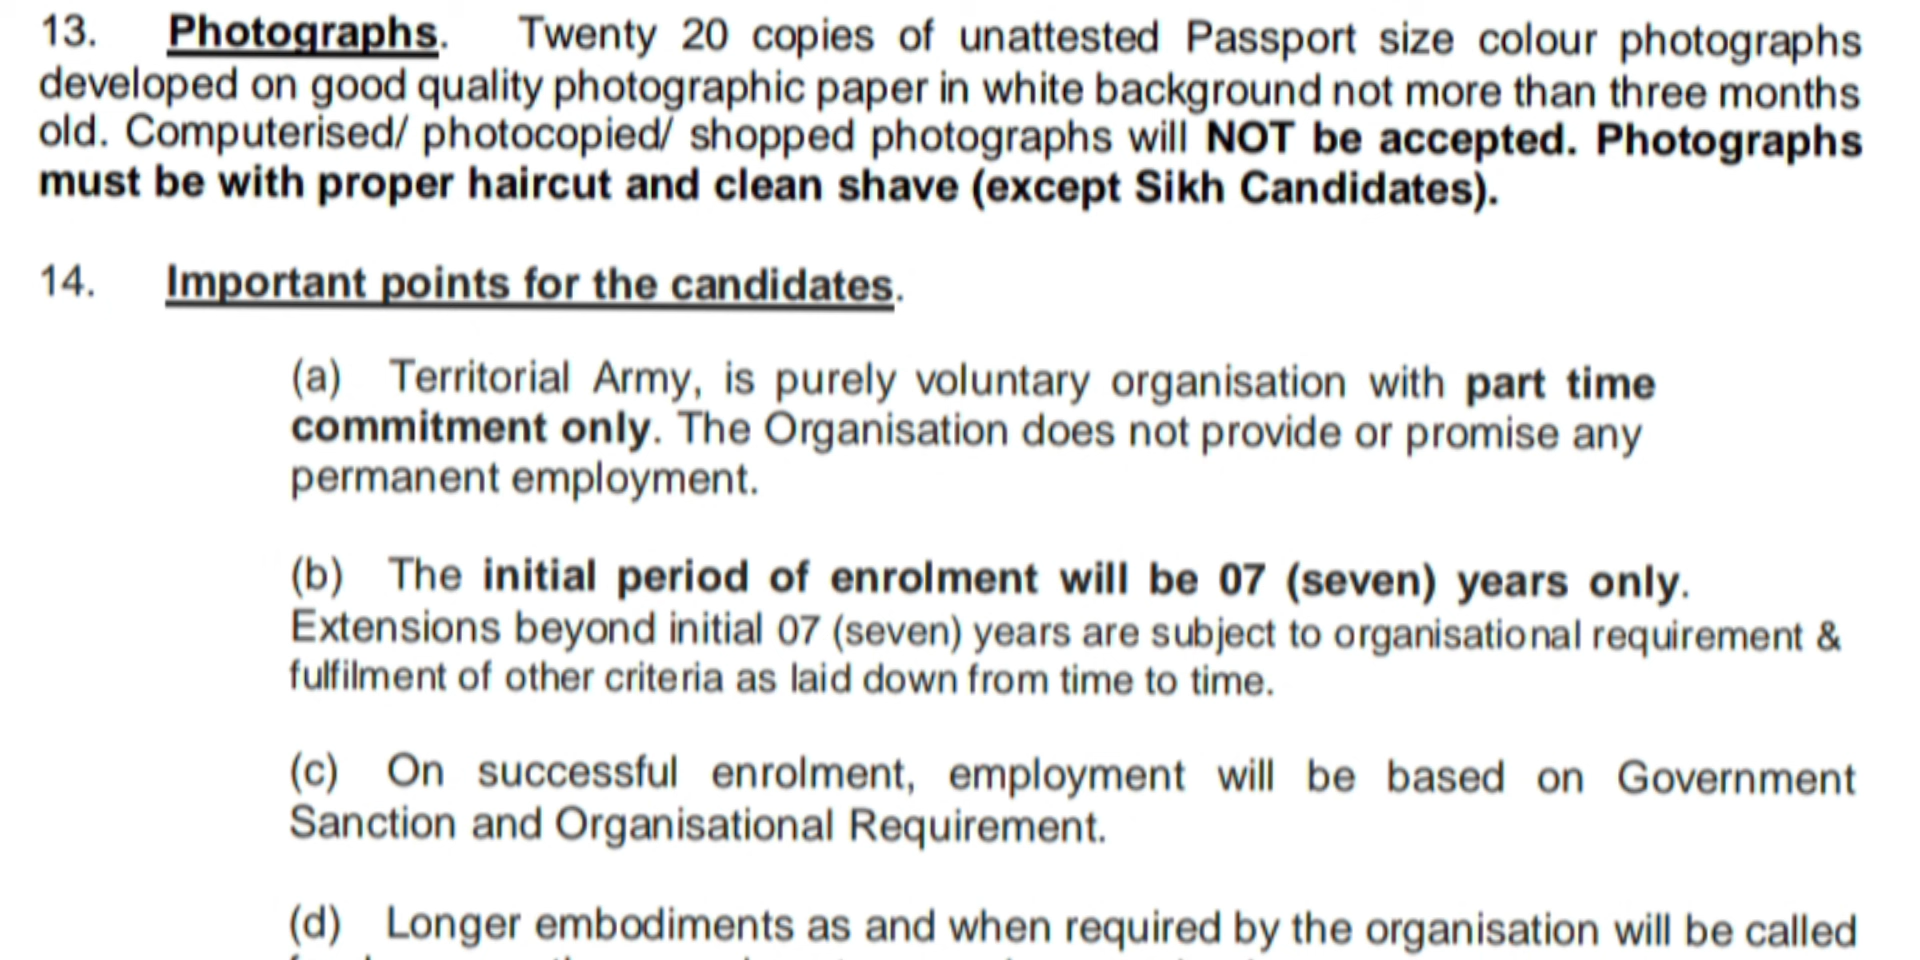 13. Photographs. Twenty 20 copies of unattested Passport size colour photographs
developed on good quality photographic paper in white background not more than three months
old. Computerised/ photocopied/ shopped photographs will NOT be accepted. Photographs
must be with proper haircut and clean shave (except Sikh Candidates).
14. Important points for the candidates.
(a) Territorial Army, is purely voluntary organisation with part time
commitment only. The Organisation does not provide or promise any
permanent employment.
(b) The initial period of enrolment will be 07 (seven) years only.
Extensions beyond initial 07 (seven) years are subject to organisational requirement &
fulfilment of other criteria as laid down from time to time.
(c) On successful enrolment, employment will be based on Government
Sanction and Organisational Requirement.
(d) Longer embodiments as and when required by the organisation will be called